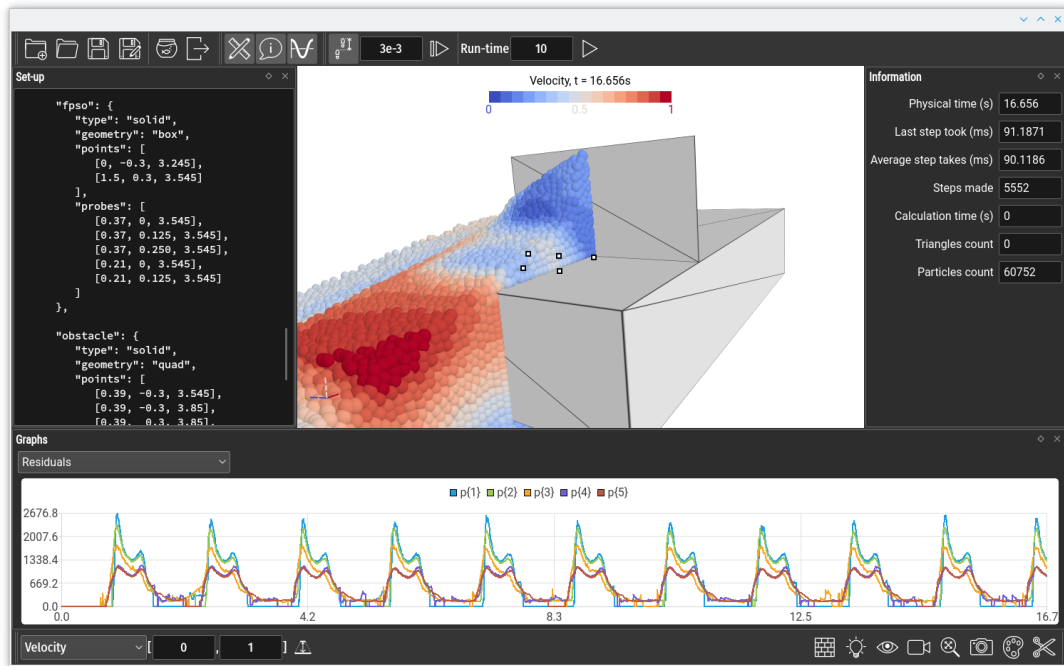 3e-3
Run-time
10
Set-up
"fpso": {
"type": "solid",
"geometry": "box",
"points": [
[0, -0.3, 3.245],
[1.5, 0.3, 3.545]
],
"probes": [
[0.37, 0, 3.545],
[0.37, 0.125, 3.545],
[0.37, 0.250, 3.545],
[0.21, 0, 3.545],
[0.21, 0.125, 3.545]
]
},
"obstacle": {
"type": "solid",
"geometry": "quad",
"points": [
[0.39, -0.3, 3.545],
[0.39, -0.3, 3.85],
[0.39, 0.3, 3.85],
Velocity, t = 16.656s
0
0.5
1
Information
Physical time (s) 16.656
Last step took (ms) 91.1871
Average step takes (ms) 90.1186
Steps made 5552
Calculation time (s) 0
Triangles count 0
Particles count 60752
Graphs
Residuals
p{1} p{2} p{3} p{4} p{5}
2676.8
2007.6
1338.4
669.2
0.0
0.0 4.2 8.3 12.5 16.7
Velocity [ 0 , 1 ]